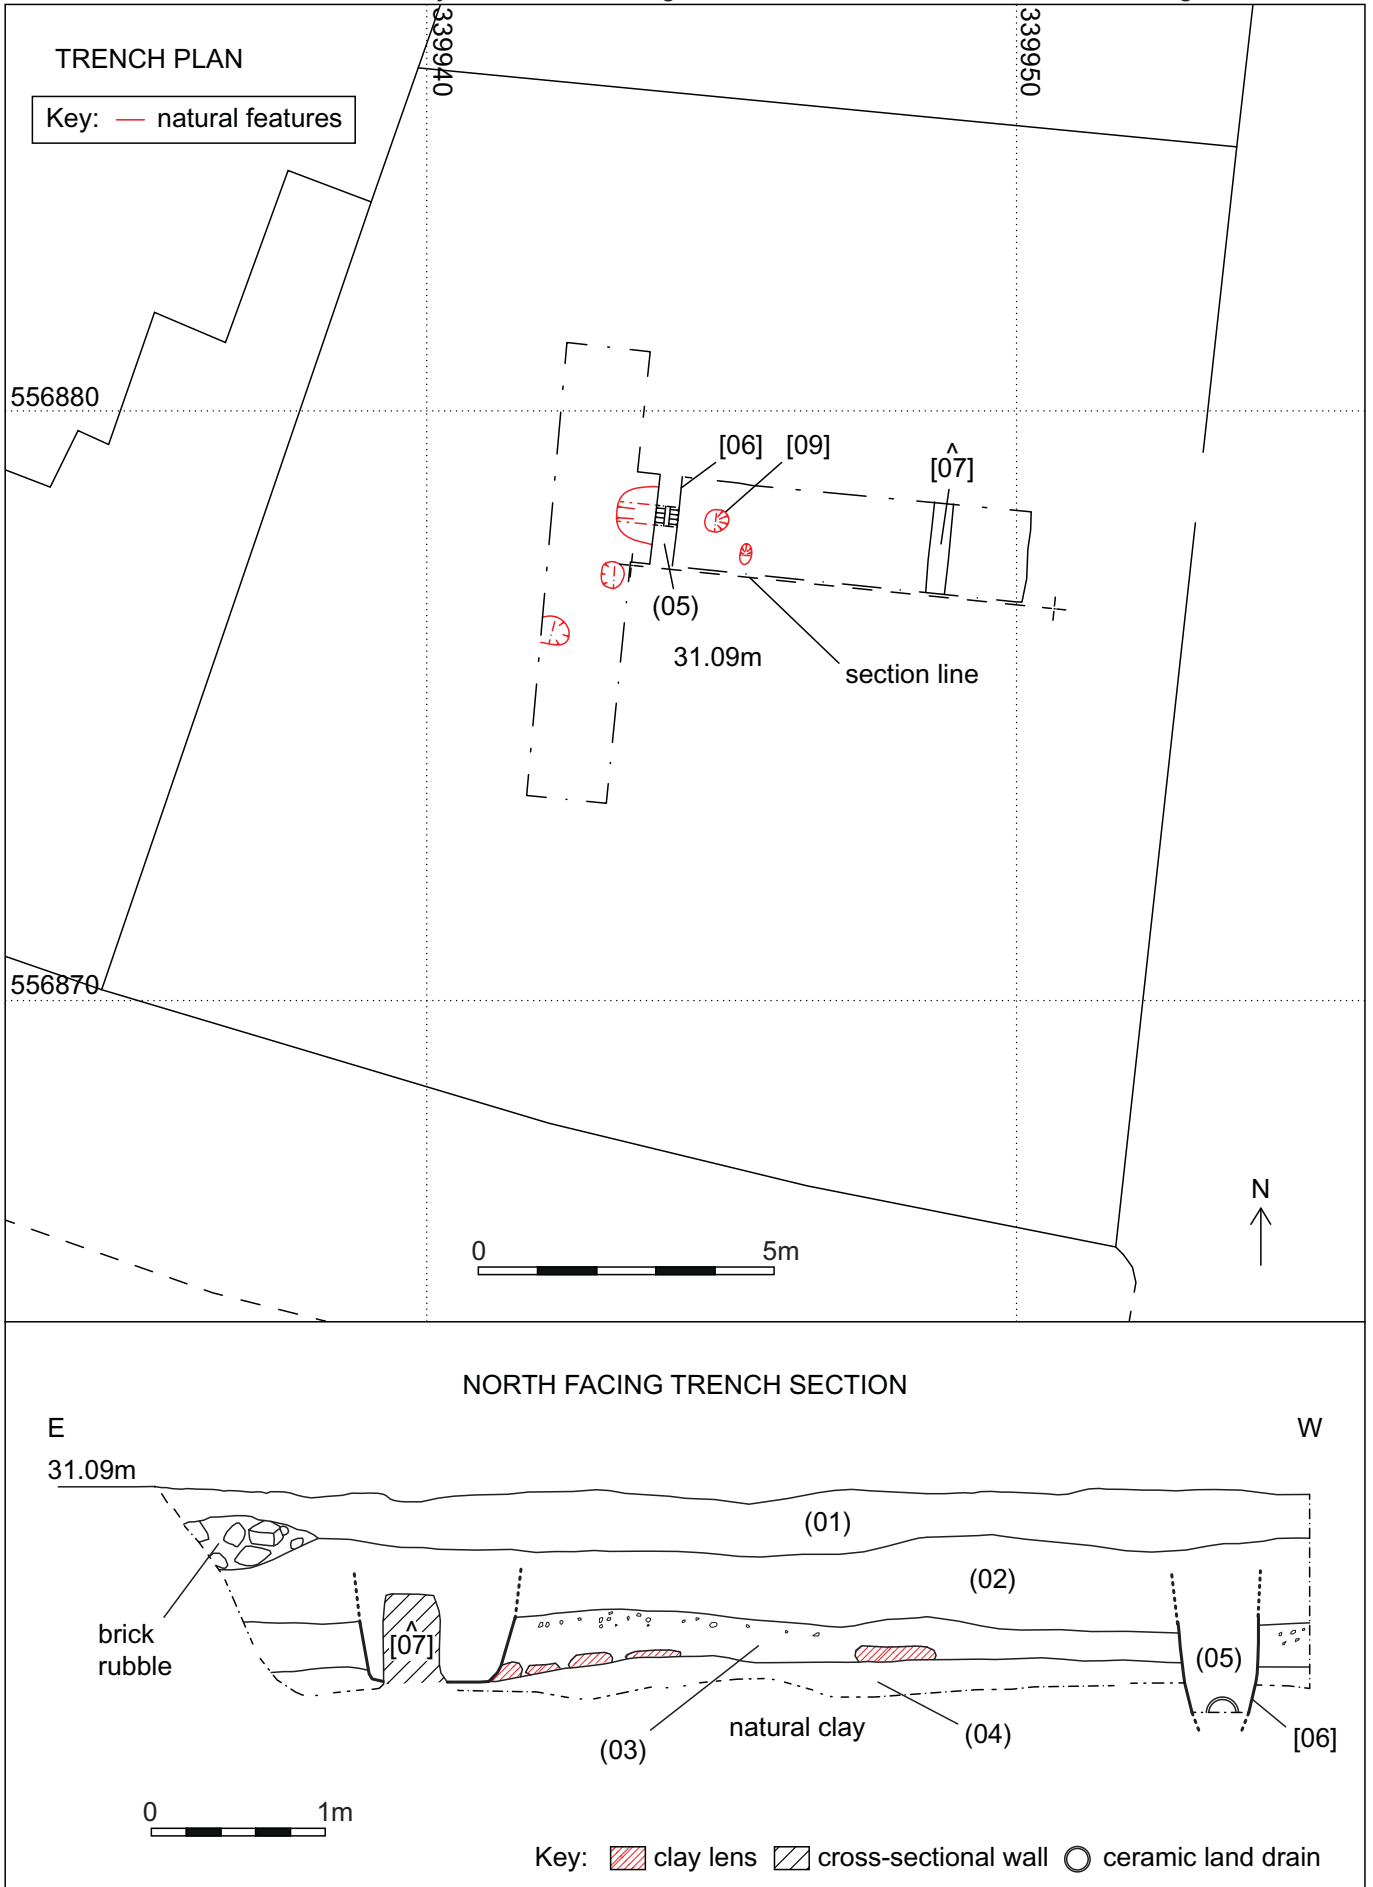 339940
339950
TRENCH PLAN
Key: natural features
556880
[06] [09]
^
[07]
(05)
31.09m
section line
556870
N
0 5m
NORTH FACING TRENCH SECTION
E W
31.09m
(01)
(02)
brick
rubble
^
[07]
(05)
(03)
natural clay
(04)
[06]
0 1m
Key: clay lens cross-sectional wall ceramic land drain